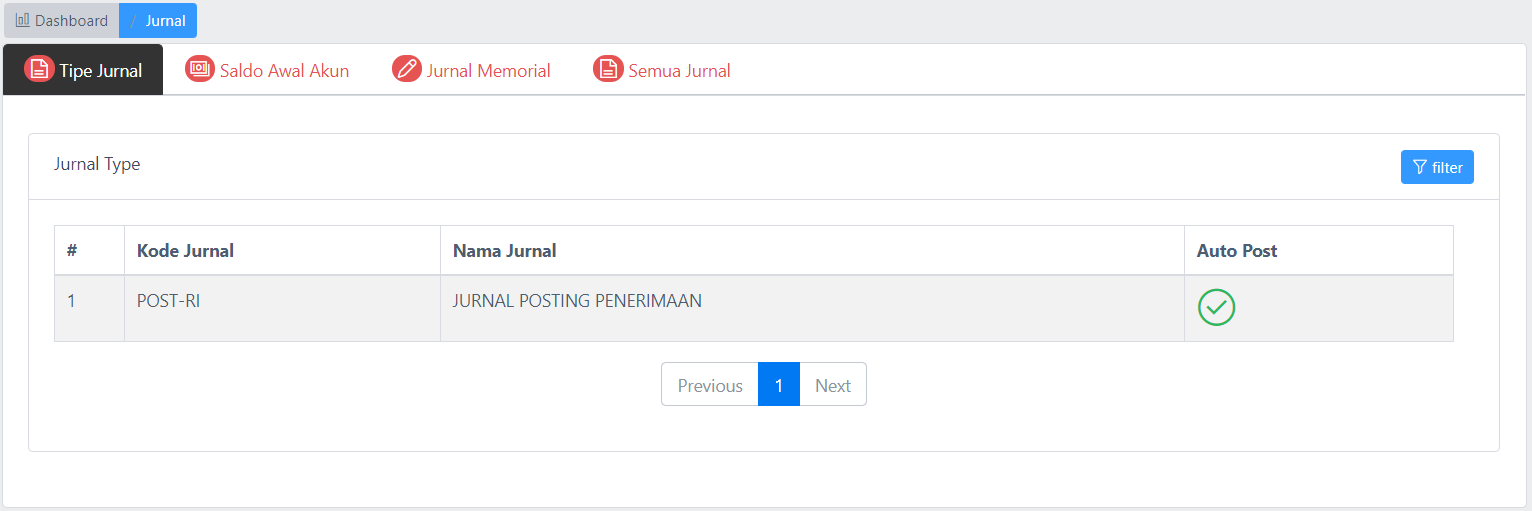 Dashboard / Jurnal
Tipe Jurnal Saldo Awal Akun Jurnal Memorial Semua Jurnal
Jurnal Type filter
# Kode Jurnal Nama Jurnal Auto Post
1 POST-RI JURNAL POSTING PENERIMAAN
Previous 1 Next